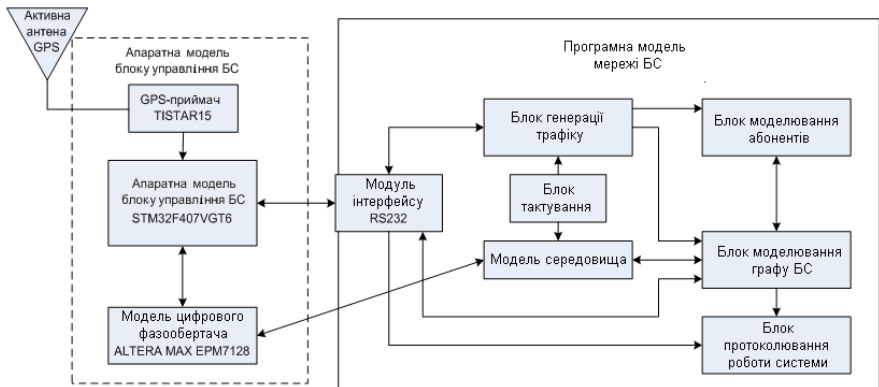 Активна
антена
GPS
Апаратна модель
блоку управління БС
GPS-приймач
TISTAR15
Апаратна модель
блоку управління БС
STM32F407VGT6
Модель цифрового
фазообертача
ALTERA MAX EPM7128
Програмна модель
мережі БС
Модуль
інтерфейсу
RS232
Блок генерації
трафіку
Блок
тактування
Модель середовища
Блок моделювання
абонентів
Блок моделювання
графу БС
Блок
протоколювання
роботи системи